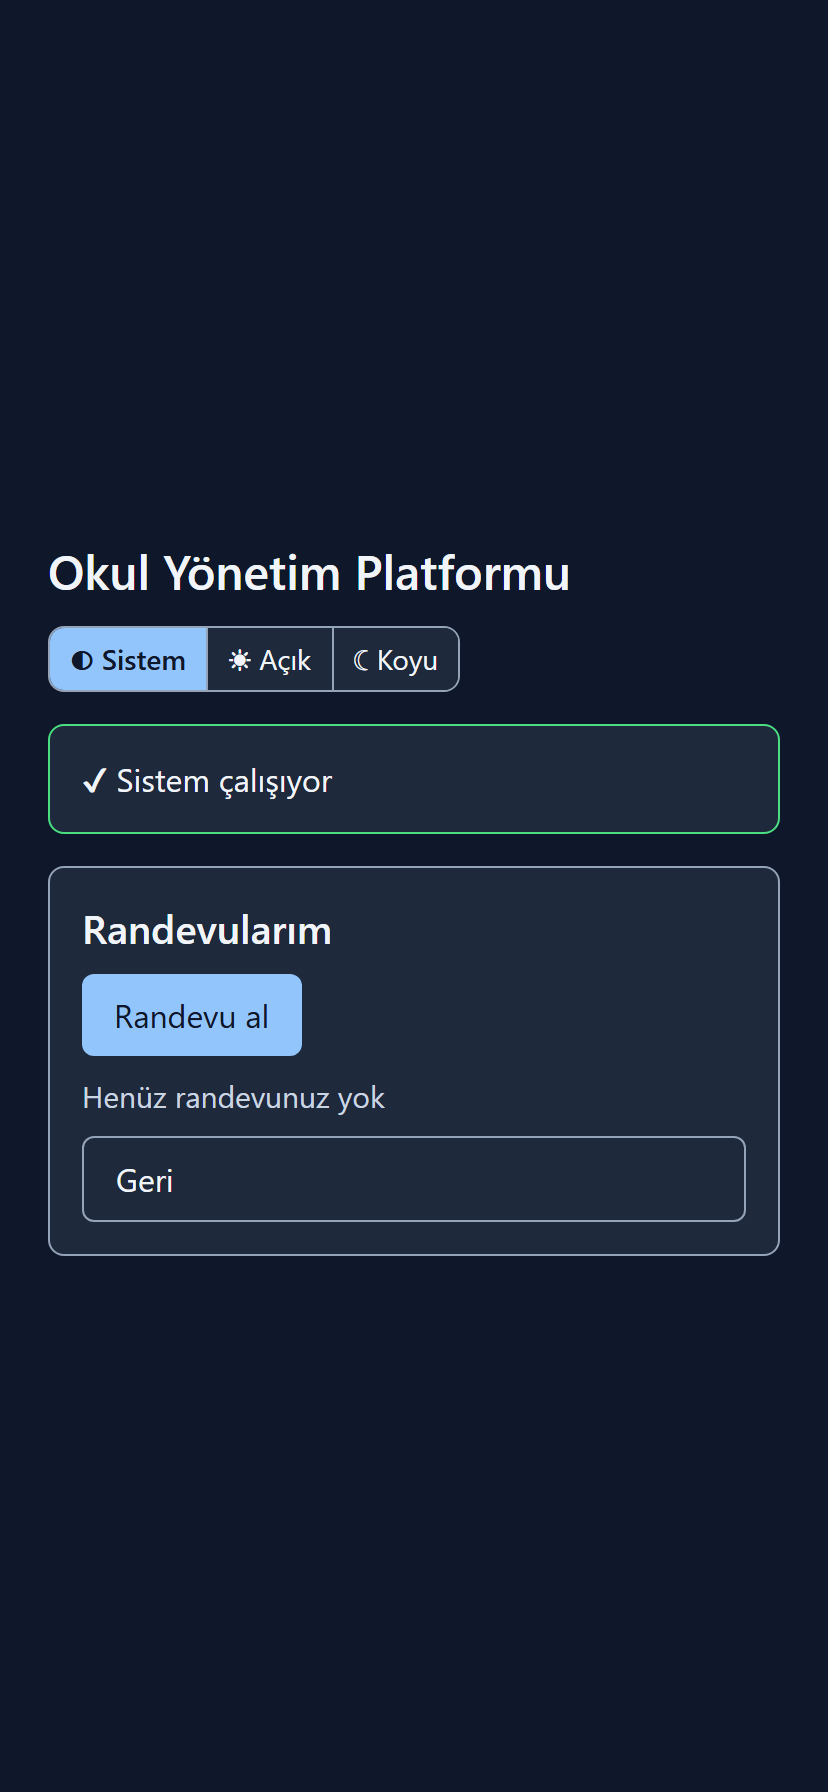 Okul Yönetim Platformu
◐ Sistem ☀ Açık ☾ Koyu
✓ Sistem çalışıyor
Randevularım
Randevu al
Henüz randevunuz yok
Geri